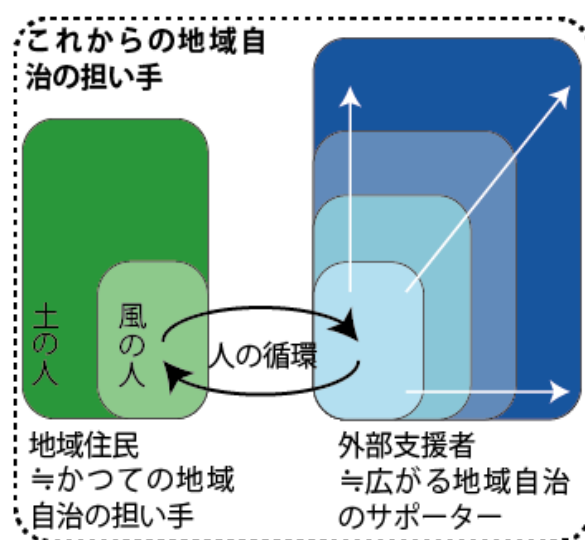 これからの地域自
治の担い手
土の人
風の人
人の循環
地域住民
≒かつての地域
自治の担い手
外部支援者
≒広がる地域自治
のサポーター